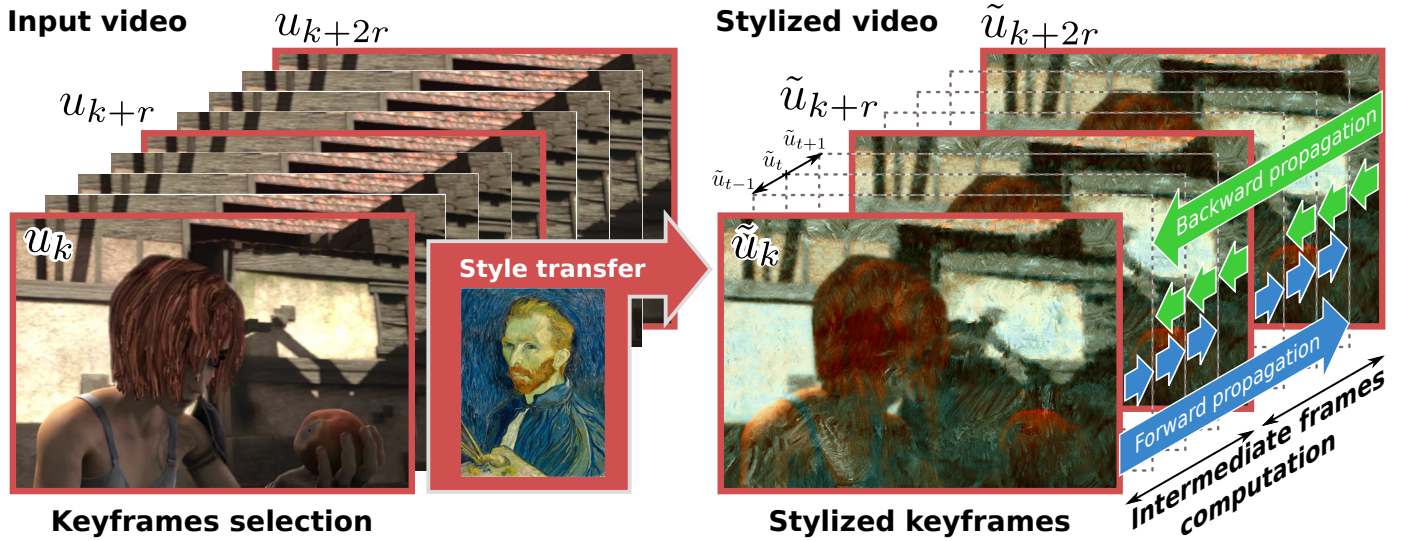 Input video
u_{k+2r}
u_{k+r}
u_k
Keyframes selection
Style transfer
Stylized video
ũ_{k+2r}
ũ_{k+r}
ũ_{t+1}
ũ_t
ũ_{t-1}
ũ_k
Backward propagation
Forward propagation
Intermediate frames
computation
Stylized keyframes